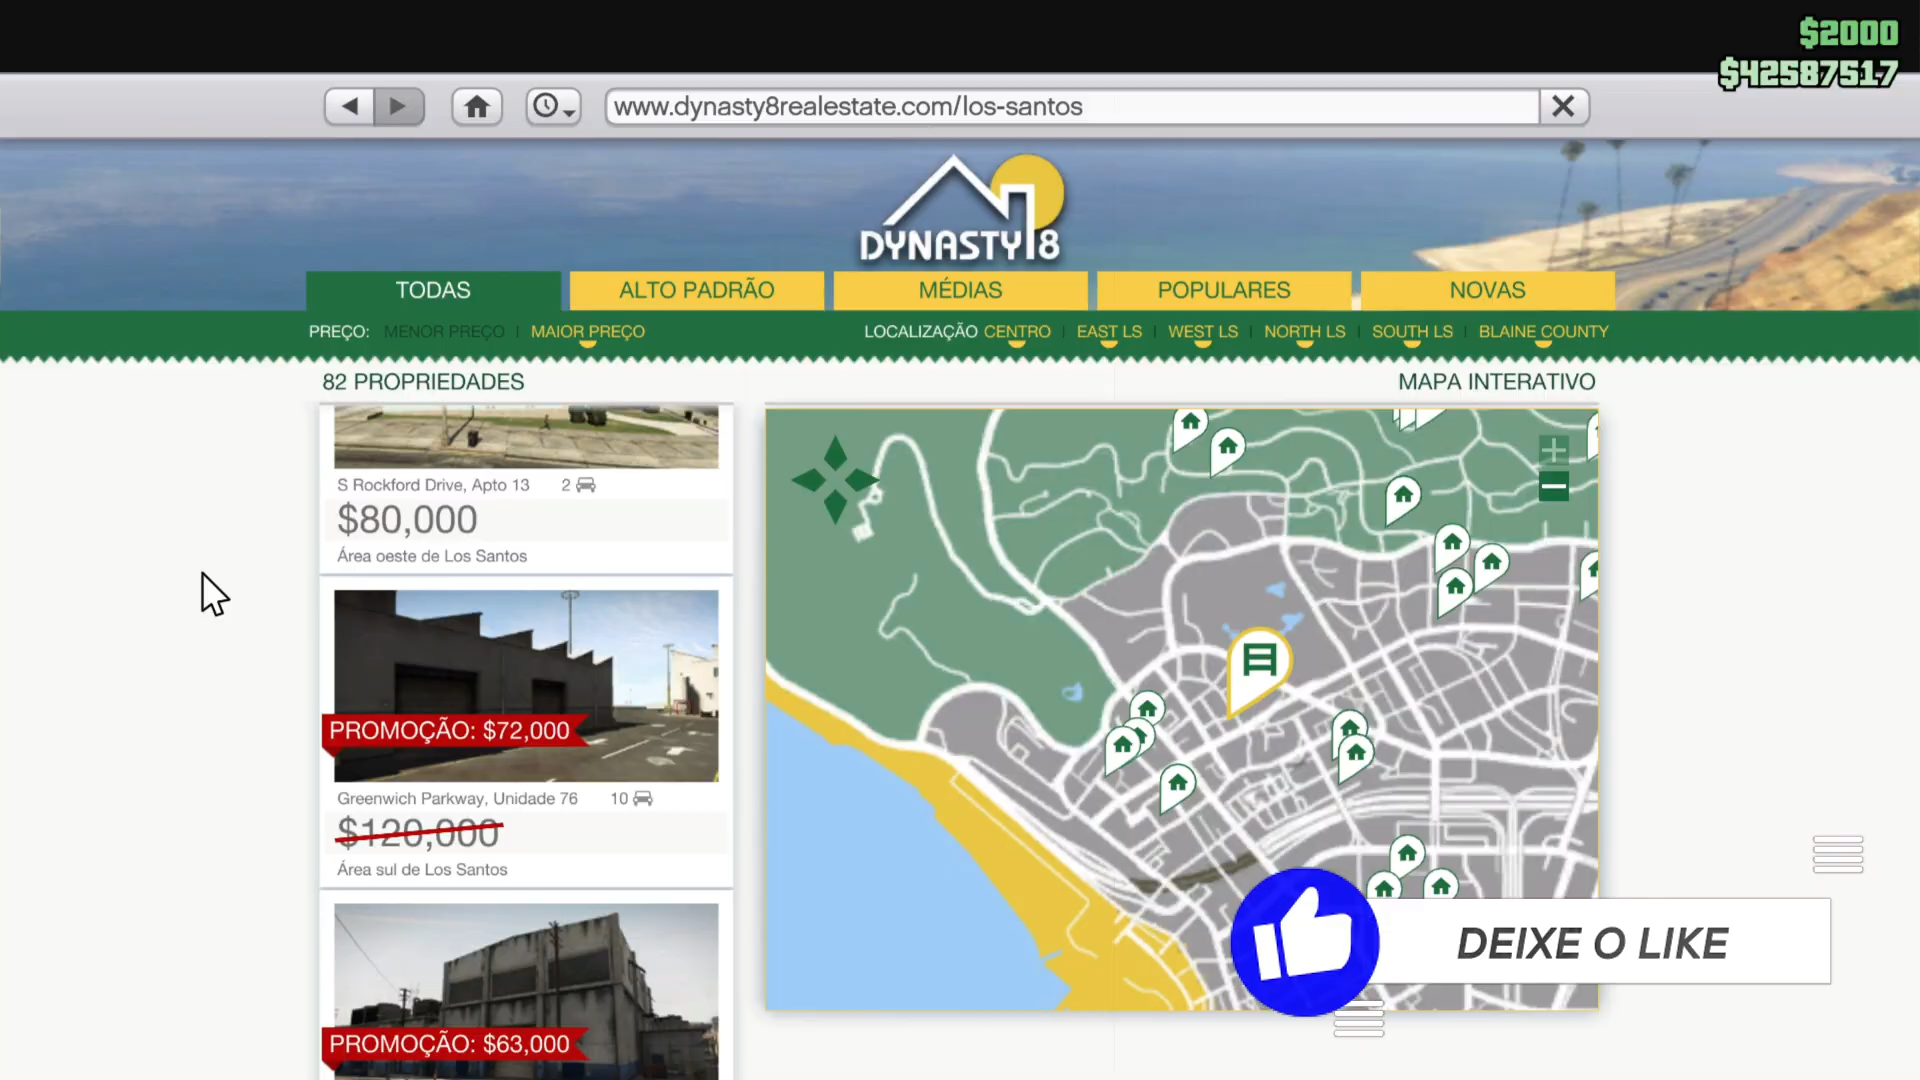 $2000
$42587517
www.dynasty8realestate.com/los-santos
DYNASTY 8
TODAS
ALTO PADRÃO
MÉDIAS
POPULARES
NOVAS
PREÇO: MENOR PREÇO | MAIOR PREÇO
LOCALIZAÇÃO CENTRO | EAST LS | WEST LS | NORTH LS | SOUTH LS | BLAINE COUNTY
82 PROPRIEDADES
MAPA INTERATIVO
S Rockford Drive, Apto 13 2
$80,000
Área oeste de Los Santos
PROMOÇÃO: $72,000
Greenwich Parkway, Unidade 76 10
$120,000
Área sul de Los Santos
PROMOÇÃO: $63,000
DEIXE O LIKE